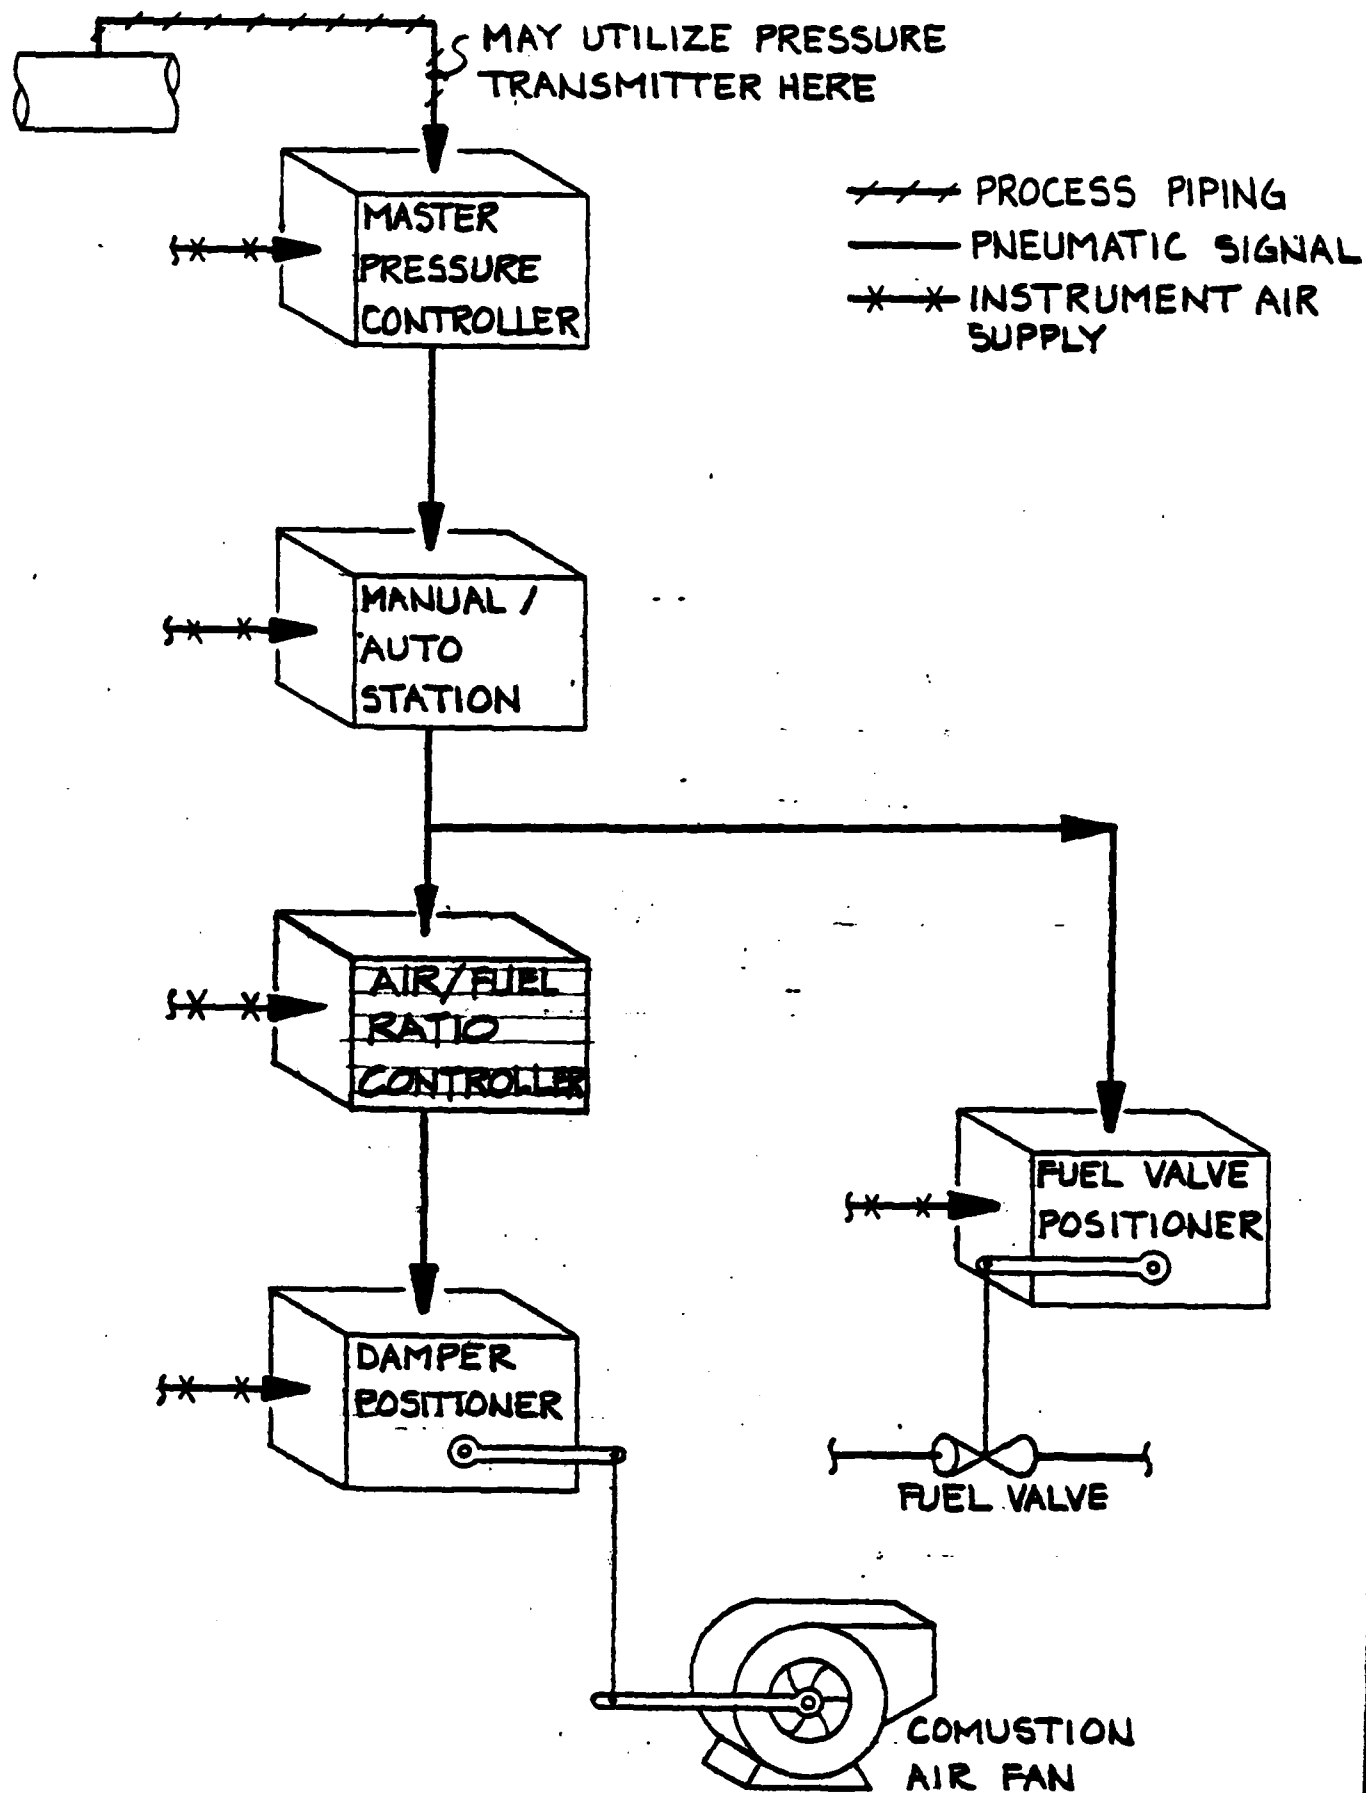 MAY UTILIZE PRESSURE
TRANSMITTER HERE
PROCESS PIPING
PNEUMATIC SIGNAL
INSTRUMENT AIR
SUPPLY
MASTER
PRESSURE
CONTROLLER
MANUAL /
AUTO
STATION
AIR/FUEL
RATIO
CONTROLLER
FUEL VALVE
POSITIONER
DAMPER
POSITIONER
FUEL VALVE
COMUSTION
AIR FAN